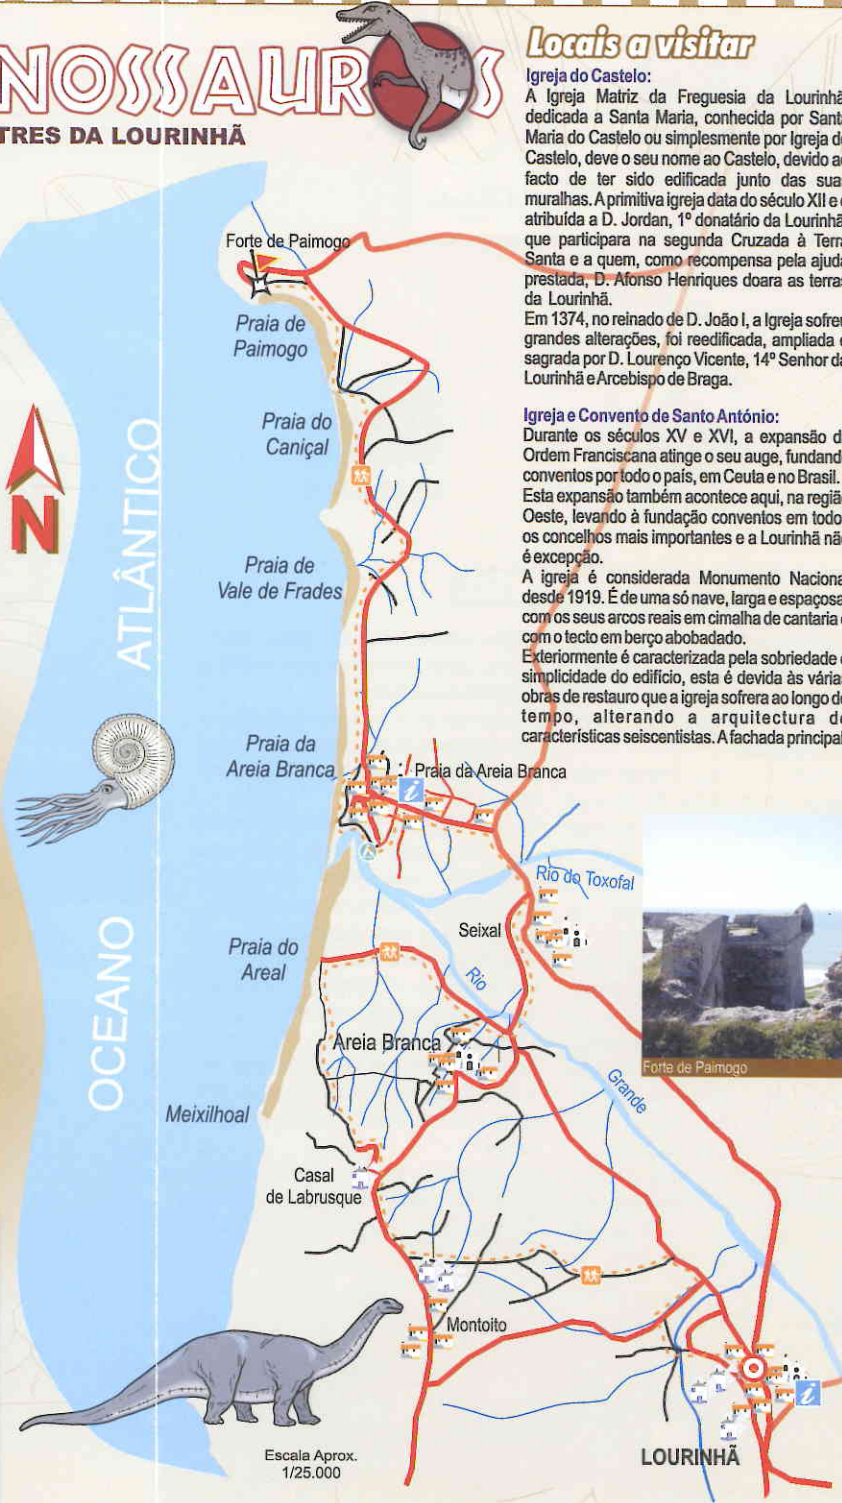 NOSSAUROS
TRES DA LOURINHÃ
Locais a visitar
Igreja do Castelo:
A Igreja Matriz da Freguesia da Lourinhã
dedicada a Santa Maria, conhecida por Sant
Maria do Castelo ou simplesmente por Igreja d
Castelo, deve o seu nome ao Castelo, devido a
facto de ter sido edificada junto das sua
muralhas. A primitiva igreja data do século XII e
atribuída a D. Jordan, 1º donatário da Lourinhã
que participara na segunda Cruzada à Terra
Santa e a quem, como recompensa pela ajuda
prestada, D. Afonso Henriques doara as terras
da Lourinhã.
Em 1374, no reinado de D. João I, a Igreja sofreu
grandes alterações, foi reedificada, ampliada e
sagrada por D. Lourenço Vicente, 14º Senhor da
Lourinhã e Arcebispo de Braga.
Igreja e Convento de Santo António:
Durante os séculos XV e XVI, a expansão d
Ordem Franciscana atinge o seu auge, fundand
conventos por todo o país, em Ceuta e no Brasil.
Esta expansão também acontece aqui, na regiã
Oeste, levando à fundação conventos em todo
os concelhos mais importantes e a Lourinhã nã
é excepção.
A igreja é considerada Monumento Naciona
desde 1919. É de uma só nave, larga e espaçosa
com os seus arcos reais em cimalha de cantaria e
com o tecto em berço abobadado.
Exteriormente é caracterizada pela sobriedade e
simplicidade do edifício, esta é devida às vária
obras de restauro que a igreja sofrera ao longo d
tempo, alterando a arquitectura de
características seiscentistas. A fachada principal
Forte de Paimogo
Praia de
Paimogo
Praia do
Caniçal
N
ATLÂNTICO
Praia de
Vale de Frades
Praia da
Areia Branca
Praia da Areia Branca
i
Rio do Toxofal
Seixal
Praia do
Areal
Rio
OCEANO
Areia Branca
Forte de Paimogo
Grande
Meixilhoal
Casal
de Labrusque
Montoito
i
Escala Aprox.
1/25.000
LOURINHÃ